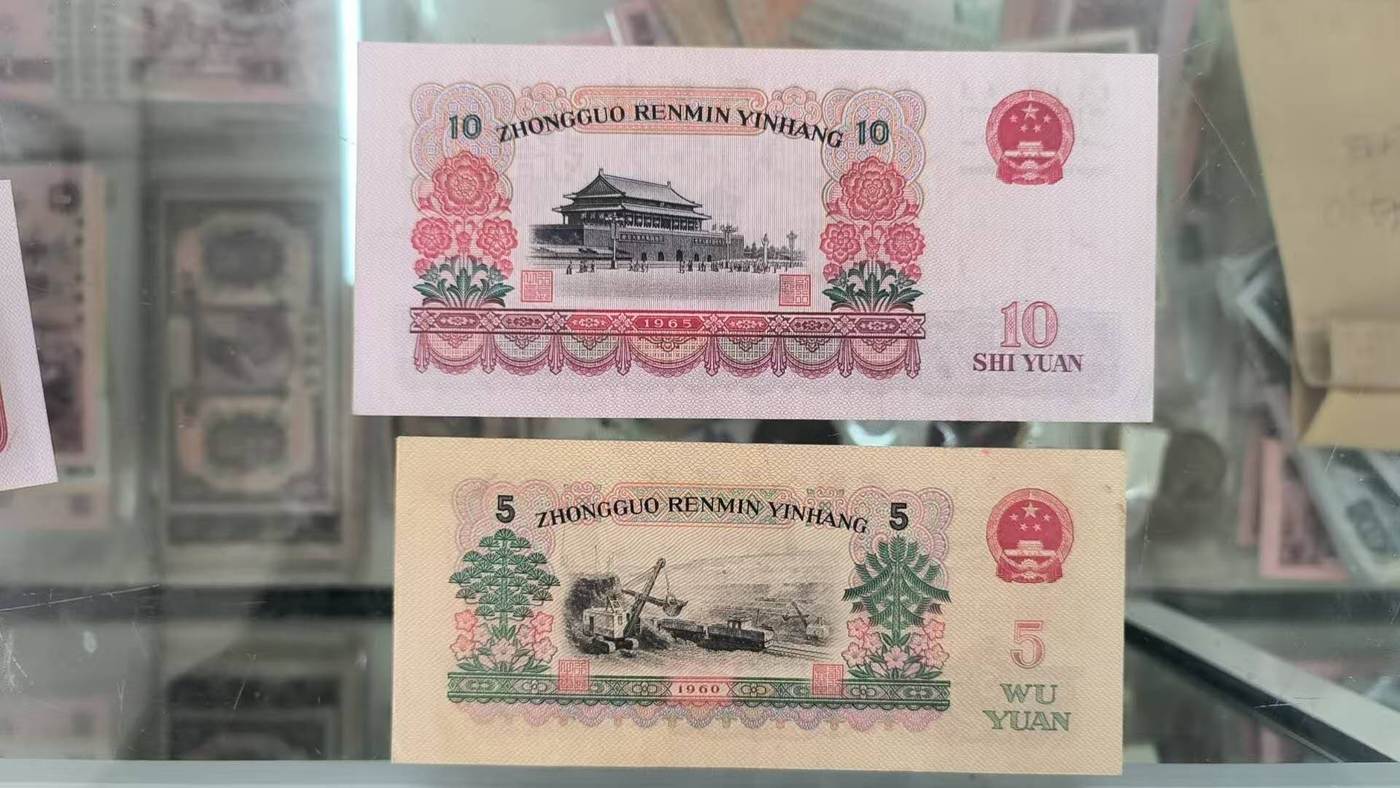 10 ZHONGGUO RENMIN YINHANG 10
1965
10
SHI YUAN
5 ZHONGGUO RENMIN YINHANG 5
1960
5
WU
YUAN